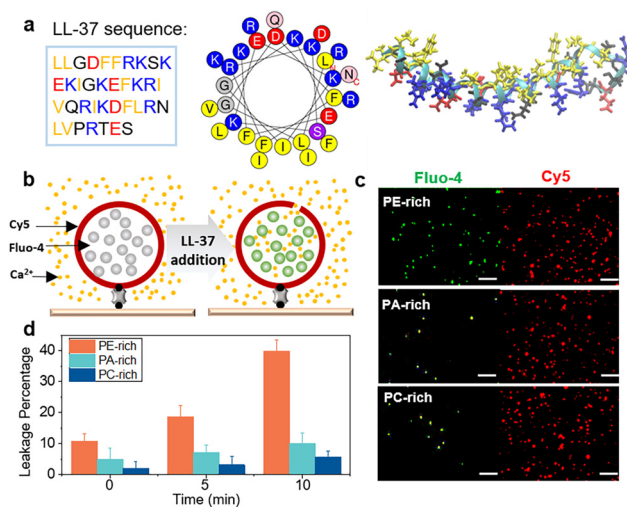 a
LL-37 sequence:
LLGDFFRKSK
EKIGKEFKRI
VQRIKDFLRN
LVPRTES
Q
R
E
D
D
K
K
K
K
L
K
N
R
G
F
R
G
E
V
K
S
L
F
F
F
I
I
L
I
b
Cy5
Fluo-4
Ca²⁺
LL-37
addition
c
Fluo-4
Cy5
PE-rich
PA-rich
PC-rich
d
Leakage Percentage
40
30
20
10
0
PE-rich
PA-rich
PC-rich
0
5
10
Time (min)